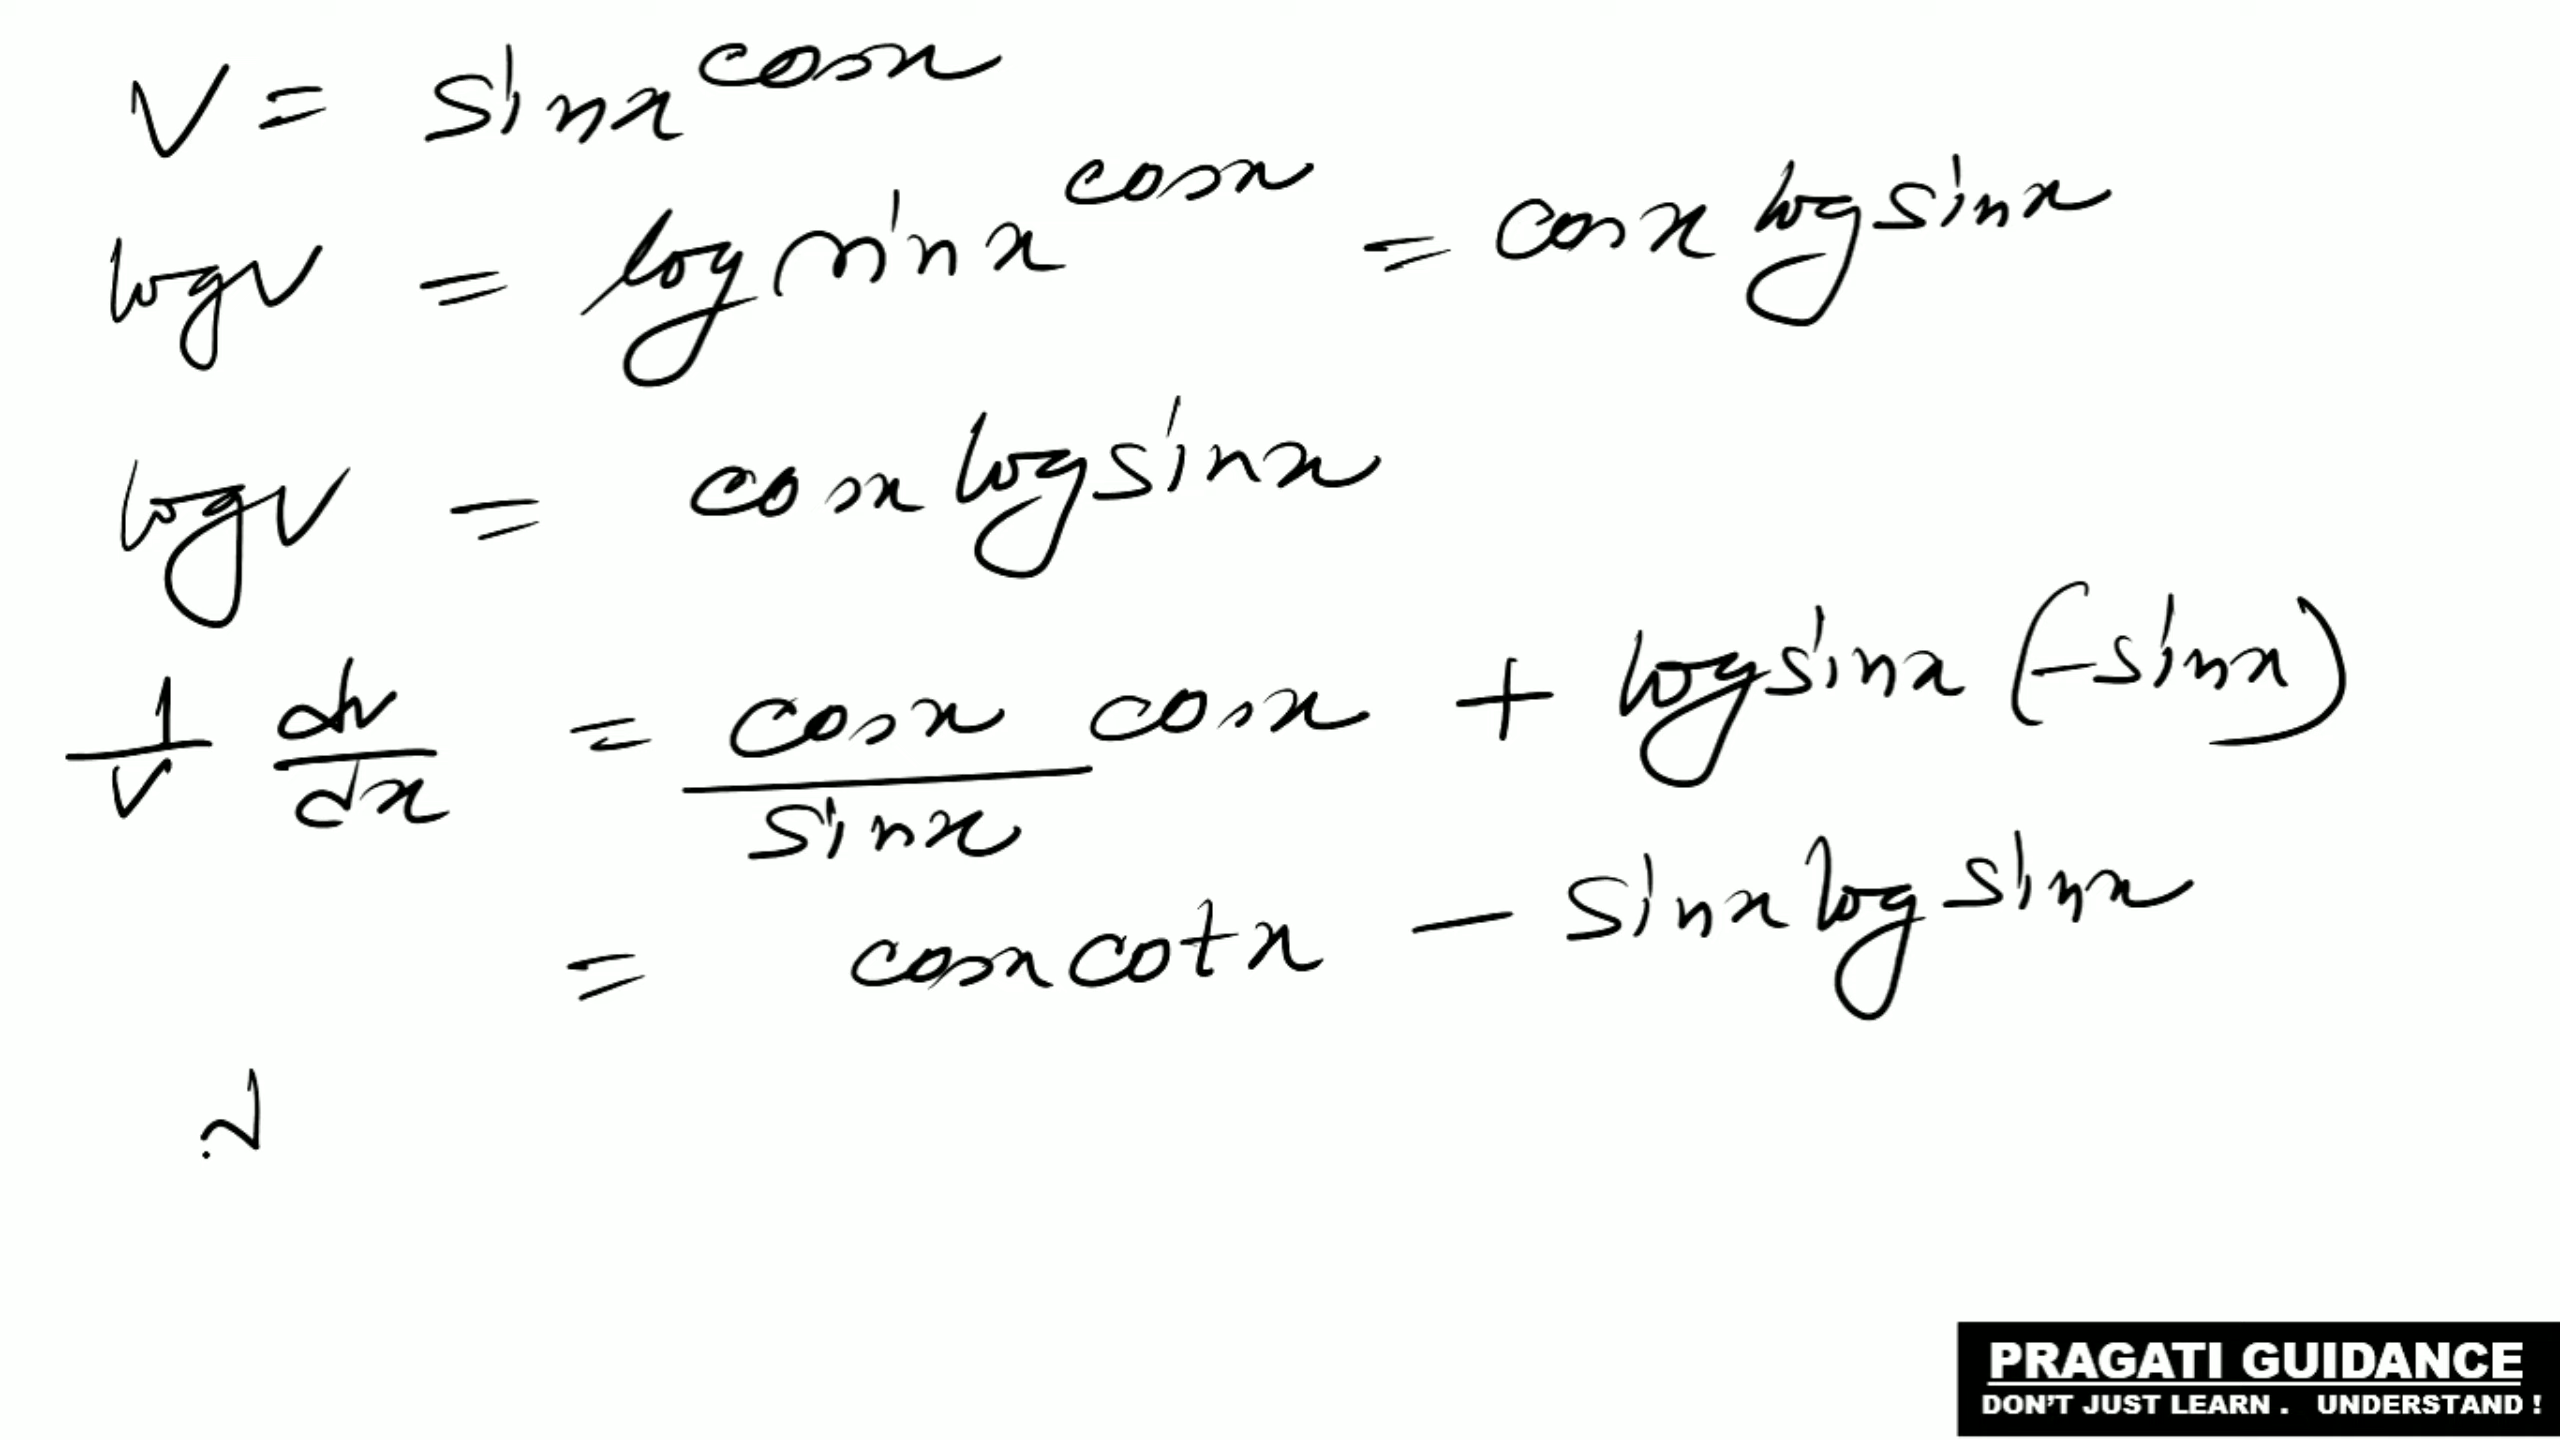 V = sinx^cosx
logv = log sinx^cosx = cosx logsinx
logv = cosx logsinx
1/v dv/dx = cosx/sinx cosx + logsinx (-sinx)
= cosx cotx - sinx logsinx
PRAGATI GUIDANCE
DON'T JUST LEARN. UNDERSTAND !